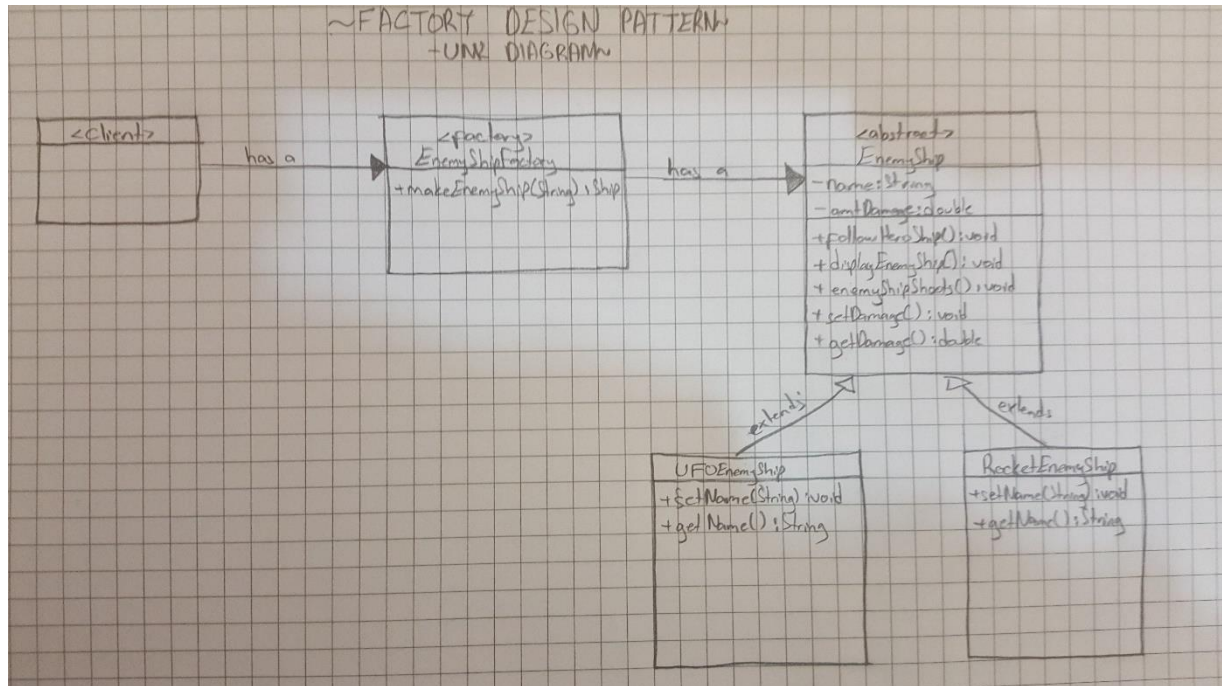 ~FACTORY DESIGN PATTERN~
~UML DIAGRAM~
<client>
has a
<factory>
EnemyShipFactory
+makeEnemyShip(String):Ship
has a
<abstract>
EnemyShip
-name:String
-amtDamage:double
+followHeroShip():void
+displayEnemyShip():void
+enemyShipShoots():void
+setDamage():void
+getDamage():double
extends
extends
UFOEnemyShip
+setName(String):void
+getName():String
RocketEnemyShip
+setName(String):void
+getName():String